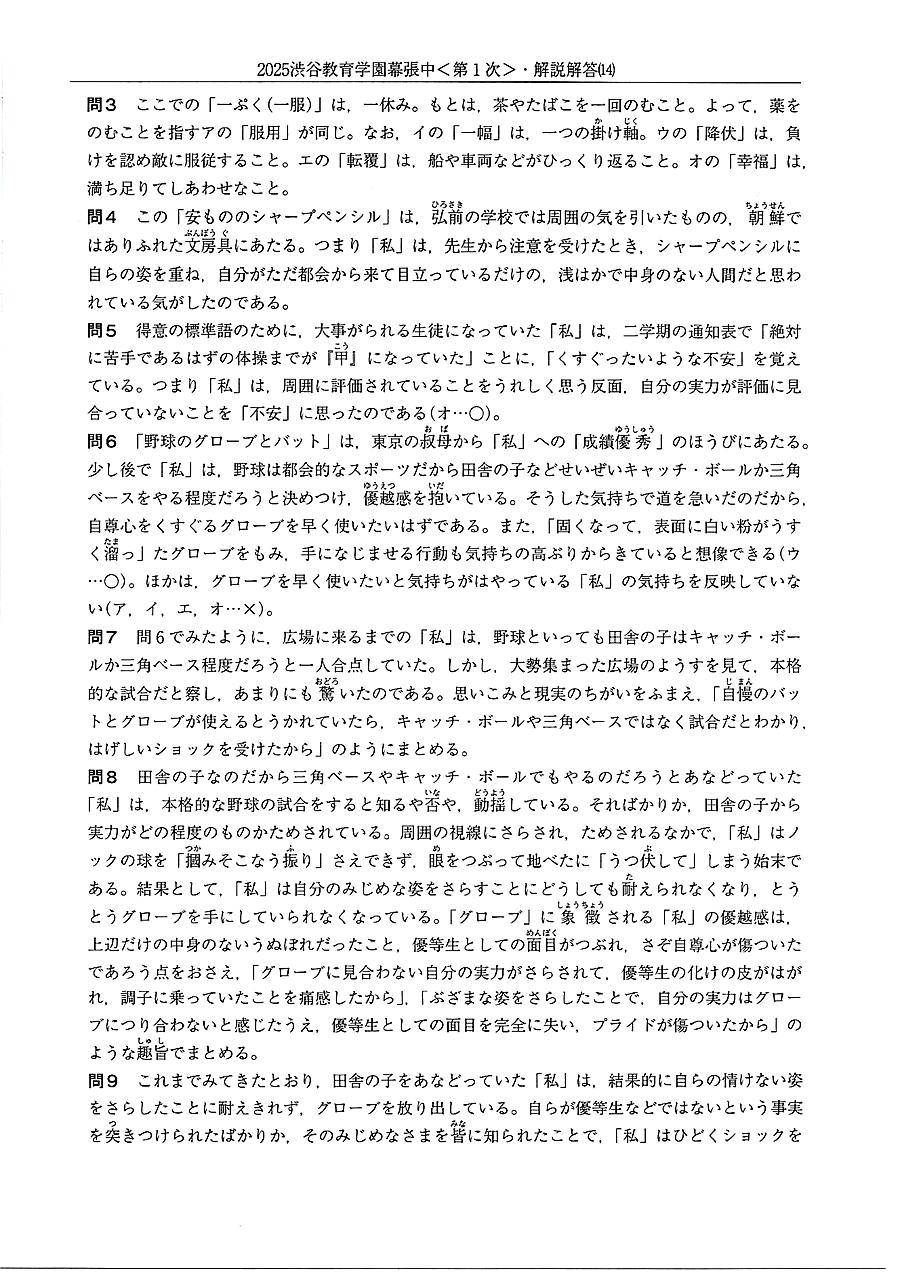 2025渋谷教育学園幕張中＜第1次＞・解説解答(14)
問3　ここでの「一ぷく(一服)」は，一休み。もとは，茶やたばこを一回のむこと。よって，薬を
のむことを指すアの「服用」が同じ。なお，イの「一幅」は，一つの掛け軸。ウの「降伏」は，負
けを認め敵に服従すること。エの「転覆」は，船や車両などがひっくり返ること。オの「幸福」は，
満ち足りてしあわせなこと。
問4　この「安もののシャープペンシル」は，弘前の学校では周囲の気を引いたものの，朝鮮で
はありふれた文房具にあたる。つまり「私」は，先生から注意を受けたとき，シャープペンシルに
自らの姿を重ね，自分がただ都会から来て目立っているだけの，浅はかで中身のない人間だと思わ
れている気がしたのである。
問5　得意の標準語のために，大事がられる生徒になっていた「私」は，二学期の通知表で「絶対
に苦手であるはずの体操までが『甲』になっていた」ことに，「くすぐったいような不安」を覚え
ている。つまり「私」は，周囲に評価されていることをうれしく思う反面，自分の実力が評価に見
合っていないことを「不安」に思ったのである(オ…○)。
問6　「野球のグローブとバット」は，東京の叔母から「私」への「成績優秀」のほうびにあたる。
少し後で「私」は，野球は都会的なスポーツだから田舎の子などせいぜいキャッチ・ボールか三角
ベースをやる程度だろうと決めつけ，優越感を抱いている。そうした気持ちで道を急いだのだから，
自尊心をくすぐるグローブを早く使いたいはずである。また，「固くなって，表面に白い粉がうす
く溜っ」たグローブをもみ，手になじませる行動も気持ちの高ぶりからきていると想像できる(ウ
…○)。ほかは，グローブを早く使いたいと気持ちがはやっている「私」の気持ちを反映していな
い(ア，イ，エ，オ…×)。
問7　問6でみたように，広場に来るまでの「私」は，野球といっても田舎の子はキャッチ・ボー
ルか三角ベース程度だろうと一人合点していた。しかし，大勢集まった広場のようすを見て，本格
的な試合だと察し，あまりにも驚いたのである。思いこみと現実のちがいをふまえ，「自慢のバッ
トとグローブが使えるとうかれていたら，キャッチ・ボールや三角ベースではなく試合だとわかり，
はげしいショックを受けたから」のようにまとめる。
問8　田舎の子なのだから三角ベースやキャッチ・ボールでもやるのだろうとあなどっていた
「私」は，本格的な野球の試合をすると知るや否や，動揺している。そればかりか，田舎の子から
実力がどの程度のものかためされている。周囲の視線にさらされ，ためされるなかで，「私」はノ
ックの球を「摑みそこなう振り」さえできず，眼をつぶって地べたに「うつ伏して」しまう始末で
ある。結果として，「私」は自分のみじめな姿をさらすことにどうしても耐えられなくなり，とう
とうグローブを手にしていられなくなっている。「グローブ」に象徴される「私」の優越感は，
上辺だけの中身のないうぬぼれだったこと，優等生としての面目がつぶれ，さぞ自尊心が傷ついた
であろう点をおさえ，「グローブに見合わない自分の実力がさらされて，優等生の化けの皮がはが
れ，調子に乗っていたことを痛感したから」，「ぶざまな姿をさらしたことで，自分の実力はグロー
ブにつり合わないと感じたうえ，優等生としての面目を完全に失い，プライドが傷ついたから」の
ような趣旨でまとめる。
問9　これまでみてきたとおり，田舎の子をあなどっていた「私」は，結果的に自らの情けない姿
をさらしたことに耐えきれず，グローブを放り出している。自らが優等生などではないという事実
を突きつけられたばかりか，そのみじめなさまを皆に知られたことで，「私」はひどくショックを